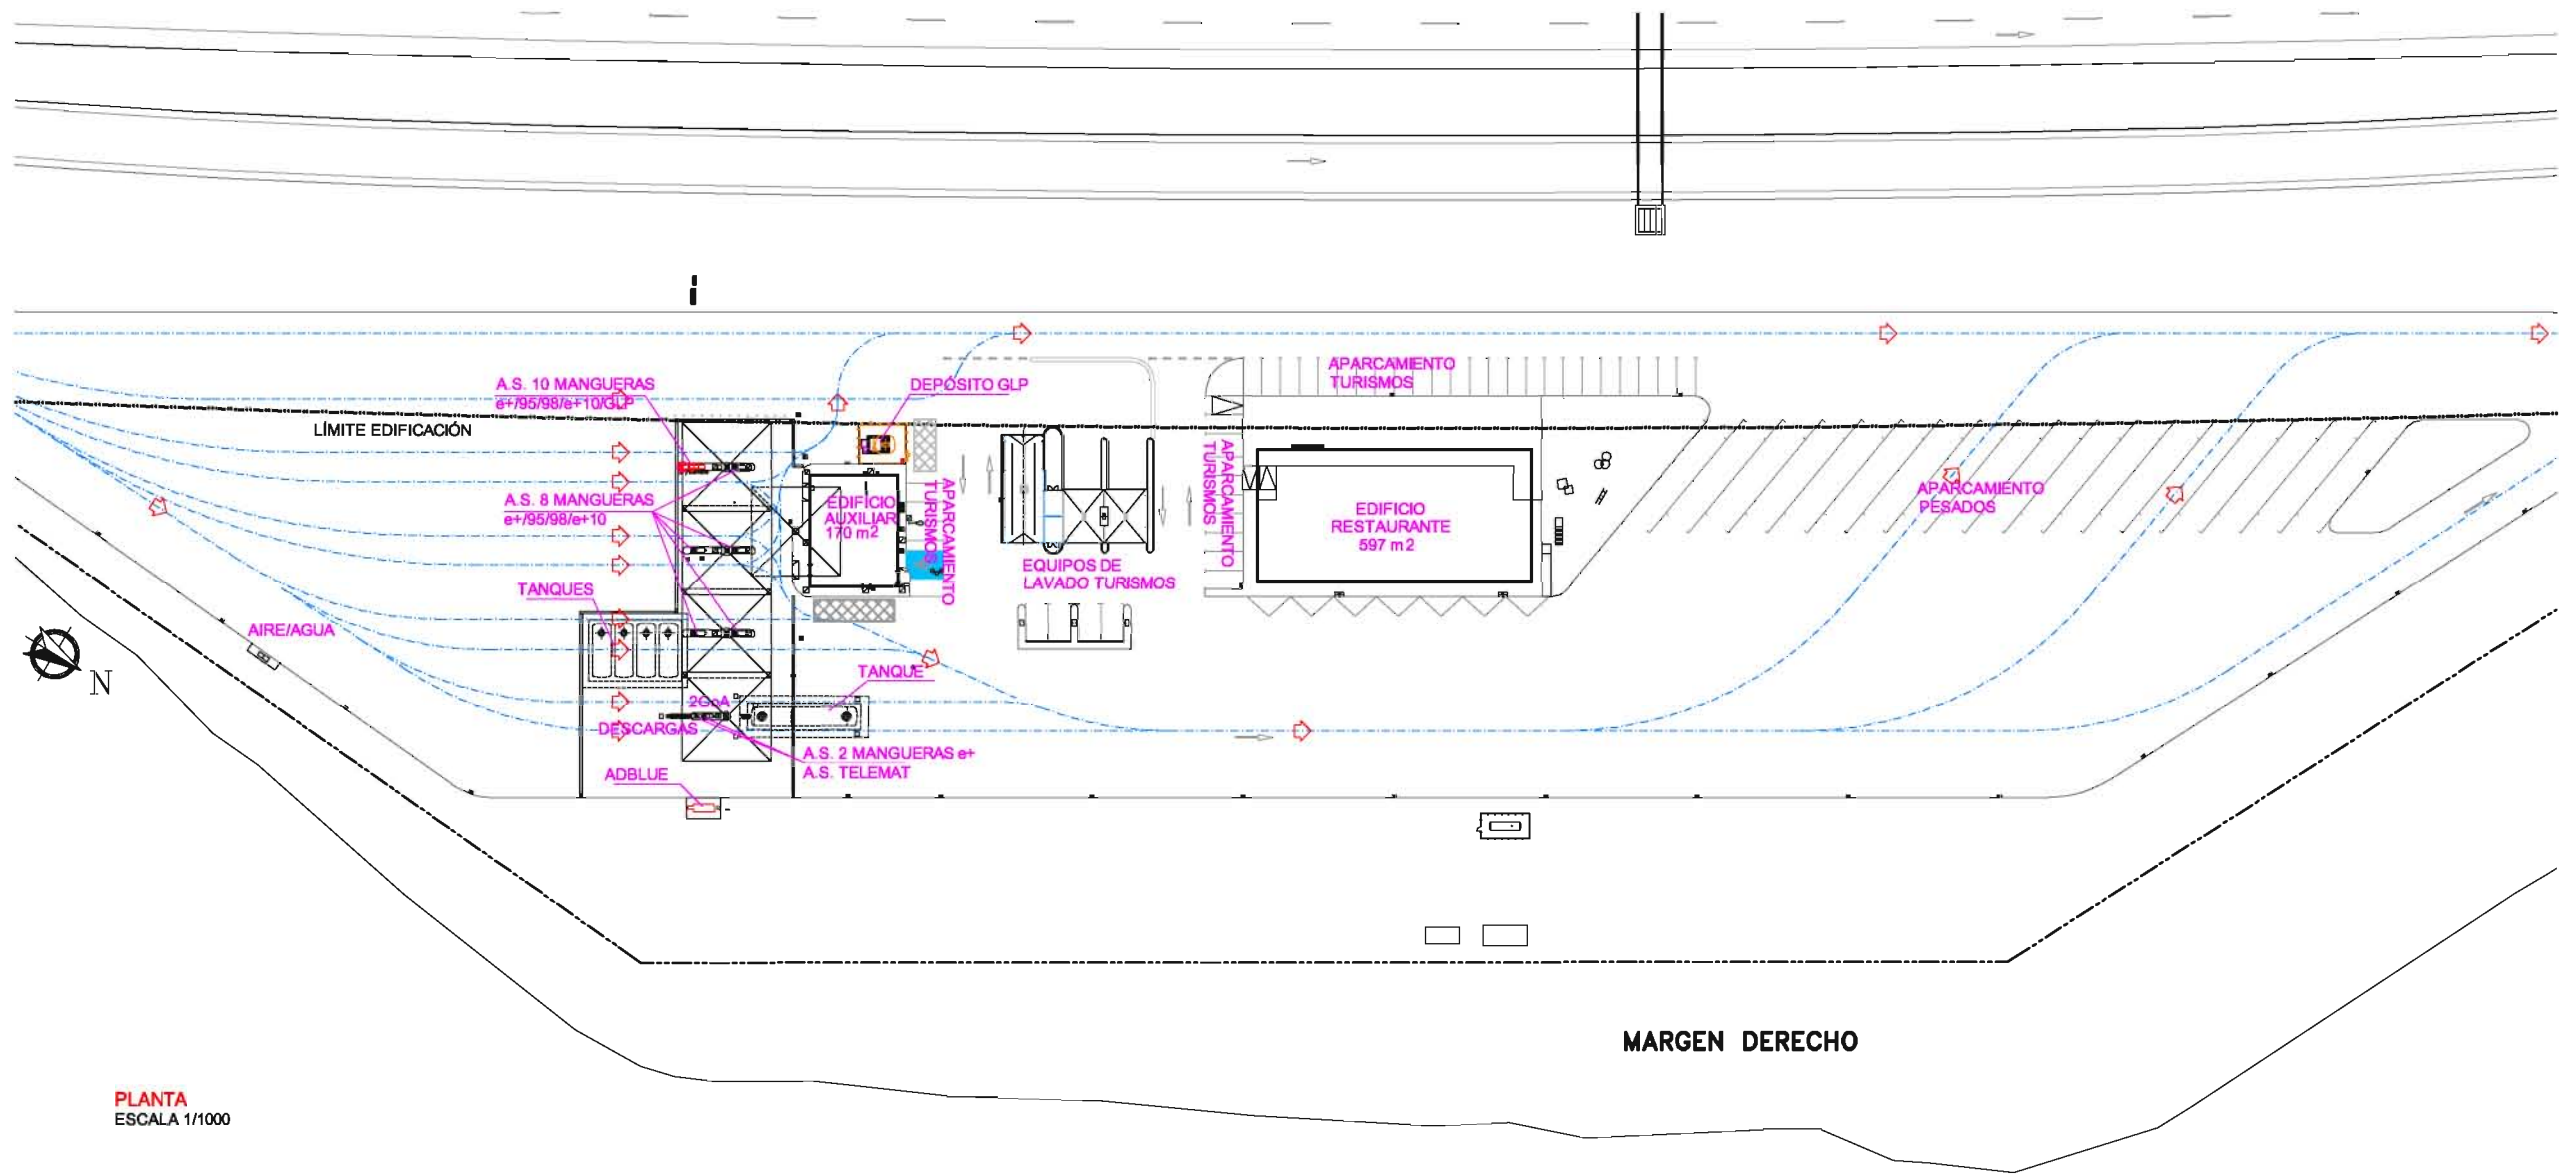 APARCAMIENTO
TURISMOS
A.S. 10 MANGUERAS
e+/95/98/e+10/GLP
DEPÓSITO GLP
LÍMITE EDIFICACIÓN
A.S. 8 MANGUERAS
e+/95/98/e+10
EDIFICIO
AUXILIAR
170 m2
APARCAMIENTO
TURISMOS
APARCAMIENTO
TURISMOS
EDIFICIO
RESTAURANTE
597 m2
APARCAMIENTO
PESADOS
EQUIPOS DE
LAVADO TURISMOS
TANQUES
AIRE/AGUA
N
TANQUE
2GoA
DESCARGAS
A.S. 2 MANGUERAS e+
A.S. TELEMAT
ADBLUE
MARGEN DERECHO
PLANTA
ESCALA 1/1000